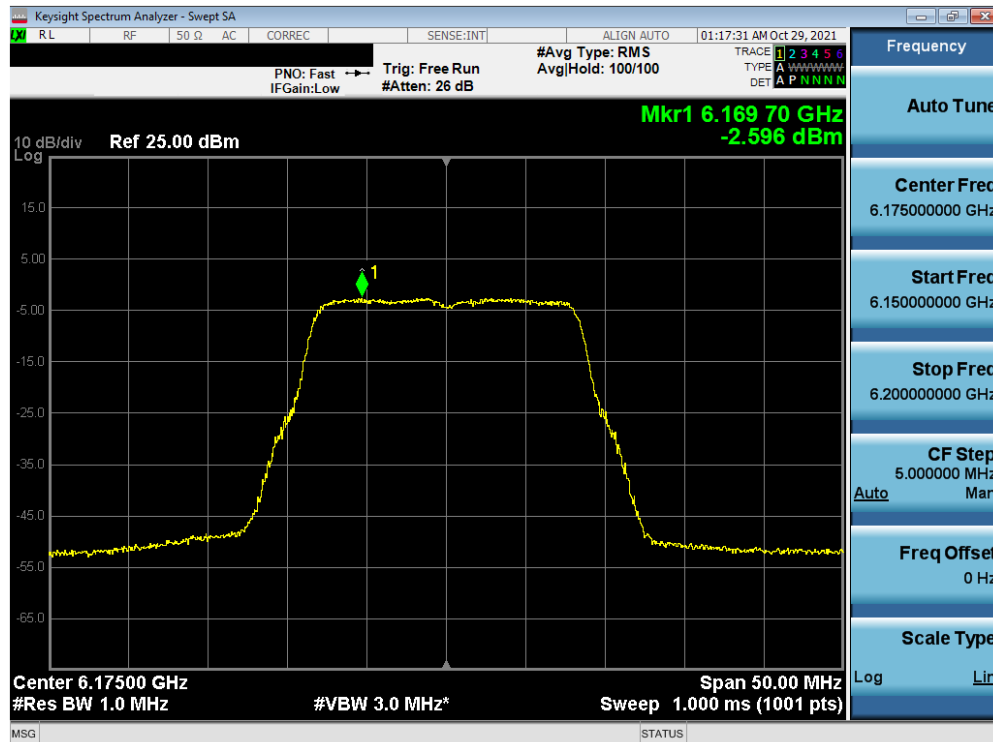 Keysight Spectrum Analyzer - Swept SA
LXI RL RF 50 Ω AC CORREC SENSE:INT ALIGN AUTO 01:17:31 AM Oct 29, 2021
PNO: Fast
IFGain:Low
Trig: Free Run
#Atten: 26 dB
#Avg Type: RMS
Avg|Hold: 100/100
TRACE 1 2 3 4 5 6
TYPE A WWWWW
DET A P N N N N
Mkr1 6.169 70 GHz
-2.596 dBm
10 dB/div Ref 25.00 dBm
Log
15.0
5.00
1
-5.00
-15.0
-25.0
-35.0
-45.0
-55.0
-65.0
Center 6.17500 GHz Span 50.00 MHz
#Res BW 1.0 MHz #VBW 3.0 MHz* Sweep 1.000 ms (1001 pts)
MSG STATUS
Frequency
Auto Tune
Center Freq
6.175000000 GHz
Start Freq
6.150000000 GHz
Stop Freq
6.200000000 GHz
CF Step
5.000000 MHz
Auto Man
Freq Offset
0 Hz
Scale Type
Log Lin